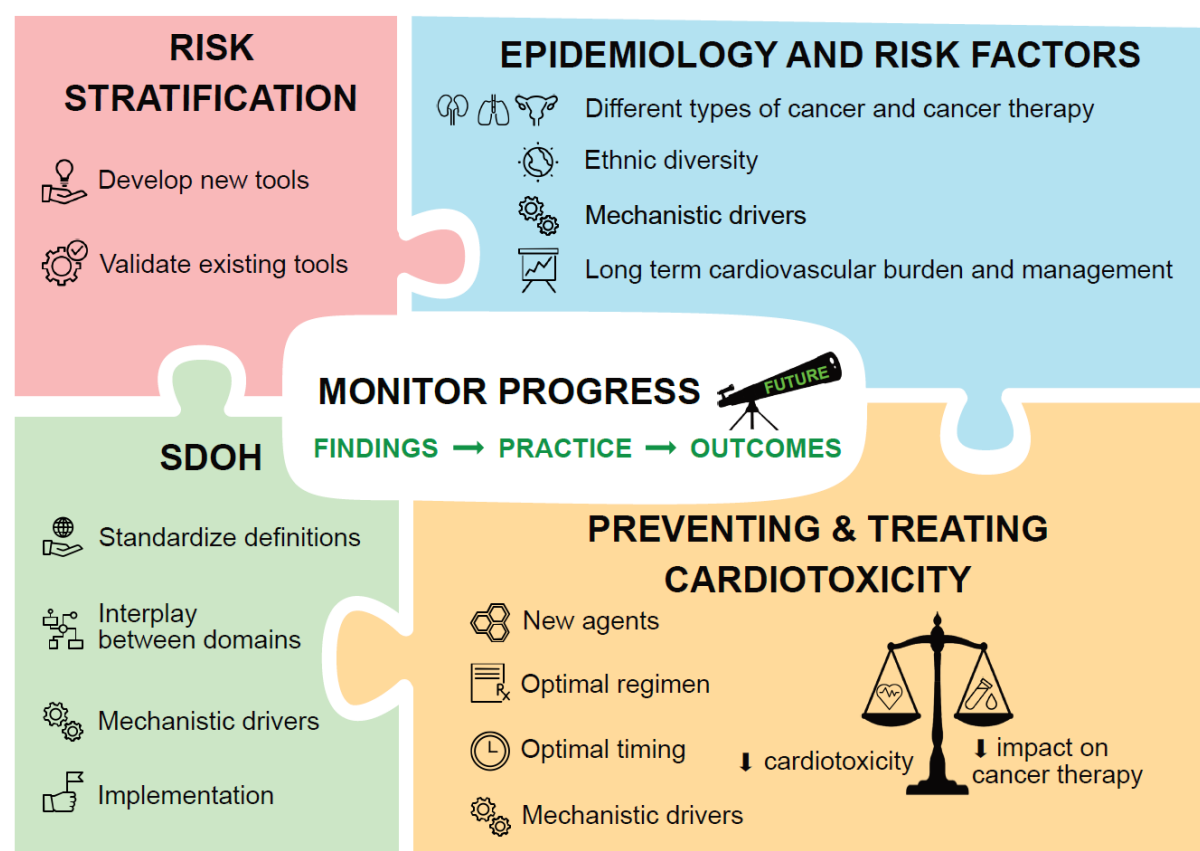 RISK
STRATIFICATION
Develop new tools
Validate existing tools
EPIDEMIOLOGY AND RISK FACTORS
Different types of cancer and cancer therapy
Ethnic diversity
Mechanistic drivers
Long term cardiovascular burden and management
MONITOR PROGRESS
FUTURE
FINDINGS → PRACTICE → OUTCOMES
SDOH
Standardize definitions
Interplay
between domains
Mechanistic drivers
Implementation
PREVENTING & TREATING
CARDIOTOXICITY
New agents
Rx
Optimal regimen
Optimal timing
Mechanistic drivers
⬇ cardiotoxicity
⬇ impact on
cancer therapy